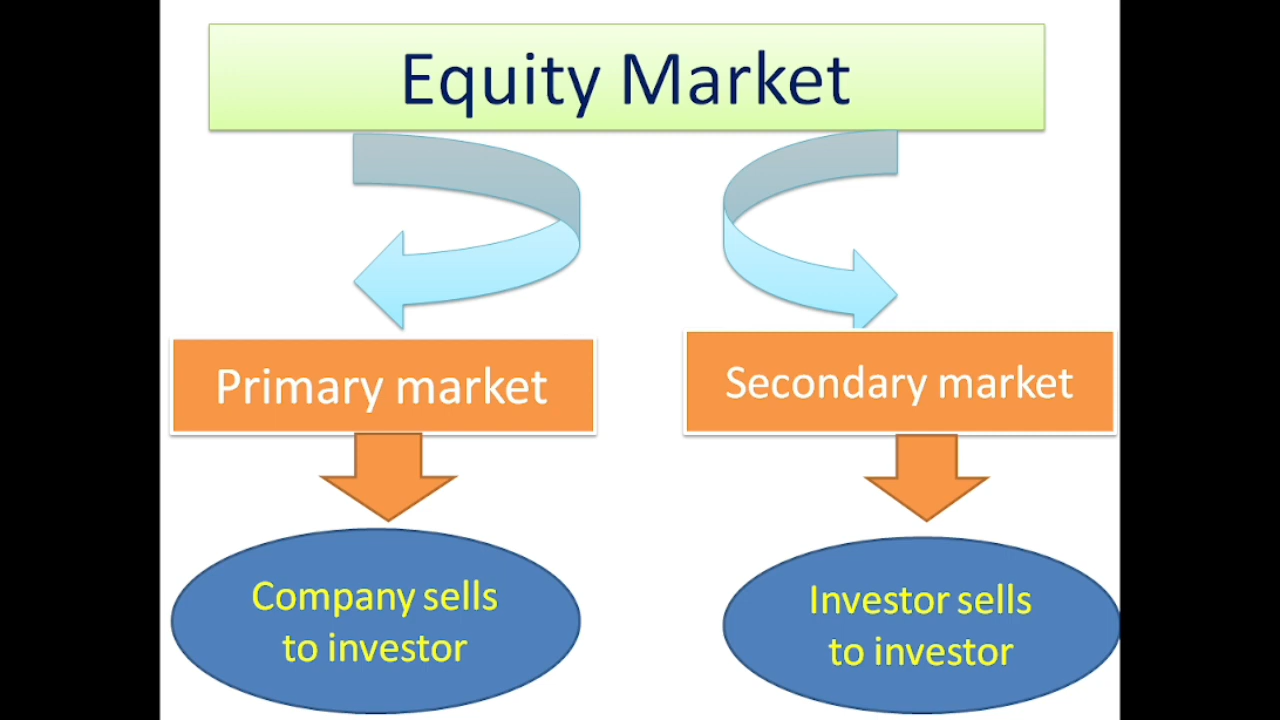 Equity Market
Primary market
Secondary market
Company sells
to investor
Investor sells
to investor